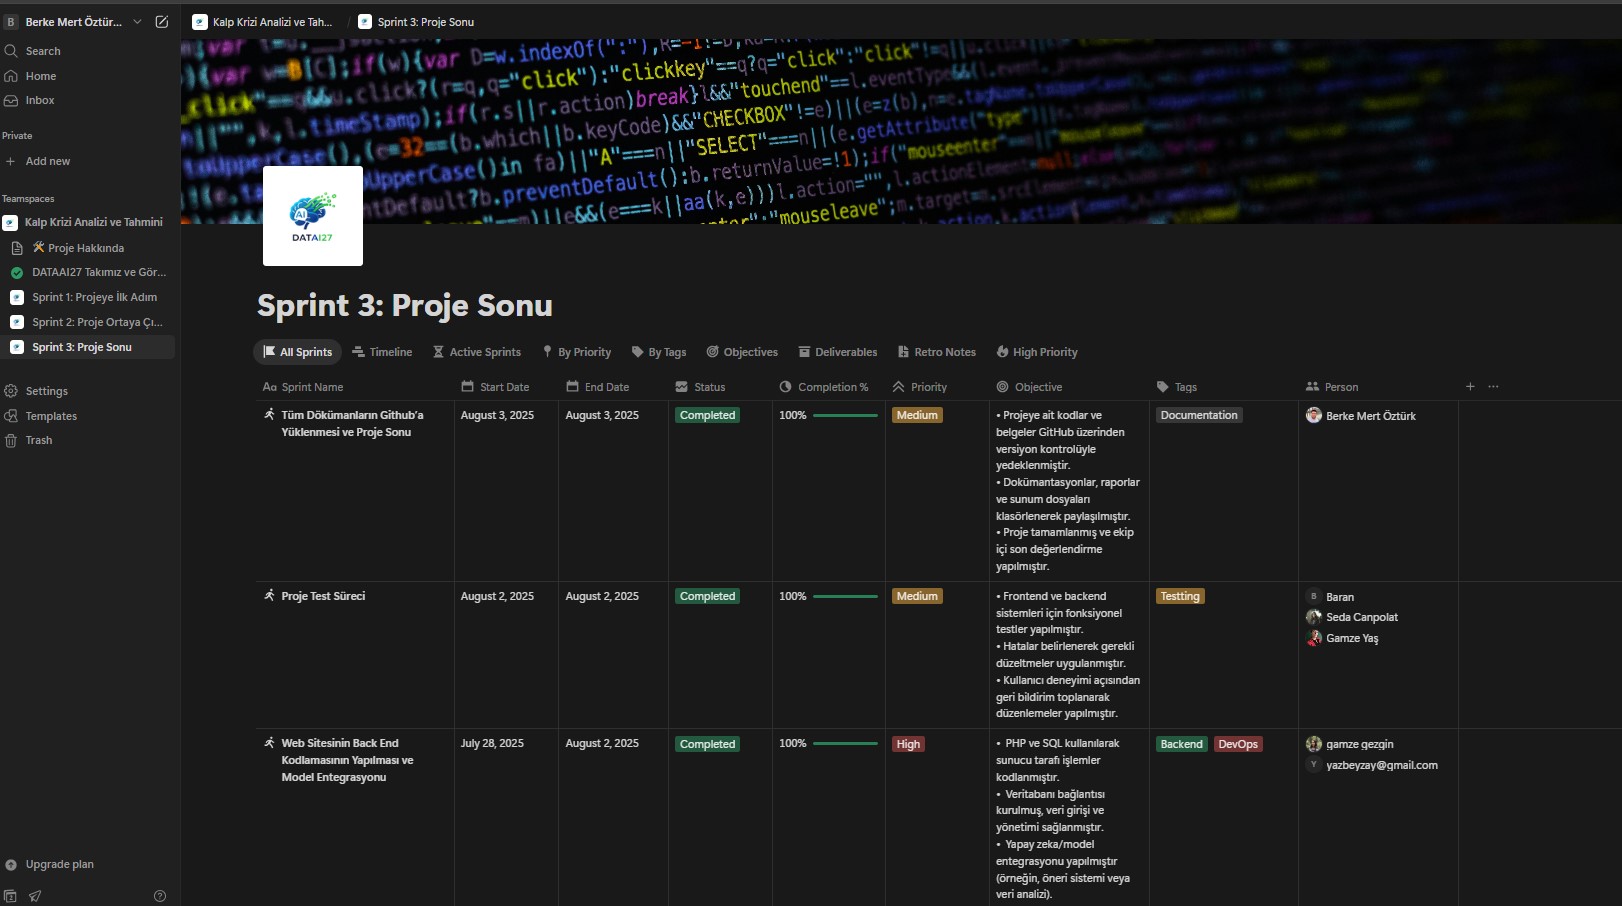 B Berke Mert Öztür...
Search
Home
Inbox
Private
Add new
Teamspaces
Kalp Krizi Analizi ve Tahmini
Proje Hakkında
DATAAI27 Takımız ve Gör...
Sprint 1: Projeye İlk Adım
Sprint 2: Proje Ortaya Çı...
Sprint 3: Proje Sonu
Settings
Templates
Trash
Upgrade plan
Kalp Krizi Analizi ve Tah... / Sprint 3: Proje Sonu
AI
DATAI27
Sprint 3: Proje Sonu
All Sprints Timeline Active Sprints By Priority By Tags Objectives Deliverables Retro Notes High Priority
Aa Sprint Name Start Date End Date Status Completion % Priority Objective Tags Person
Tüm Dökümanların Github'a
Yüklenmesi ve Proje Sonu
August 3, 2025
August 3, 2025
Completed
100%
Medium
• Projeye ait kodlar ve
belgeler GitHub üzerinden
versiyon kontrolüyle
yedeklenmiştir.
• Dokümantasyonlar, raporlar
ve sunum dosyaları
klasörlenerek paylaşılmıştır.
• Proje tamamlanmış ve ekip
içi son değerlendirme
yapılmıştır.
Documentation
Berke Mert Öztürk
Proje Test Süreci
August 2, 2025
August 2, 2025
Completed
100%
Medium
• Frontend ve backend
sistemleri için fonksiyonel
testler yapılmıştır.
• Hatalar belirlenerek gerekli
düzeltmeler uygulanmıştır.
• Kullanıcı deneyimi açısından
geri bildirim toplanarak
düzenlemeler yapılmıştır.
Testting
B Baran
Seda Canpolat
Gamze Yaş
Web Sitesinin Back End
Kodlamasının Yapılması ve
Model Entegrasyonu
July 28, 2025
August 2, 2025
Completed
100%
High
• PHP ve SQL kullanılarak
sunucu tarafı işlemler
kodlanmıştır.
• Veritabanı bağlantısı
kurulmuş, veri girişi ve
yönetimi sağlanmıştır.
• Yapay zeka/model
entegrasyonu yapılmıştır
(örneğin, öneri sistemi veya
veri analizi).
Backend DevOps
gamze gezgin
Y yazbeyzay@gmail.com